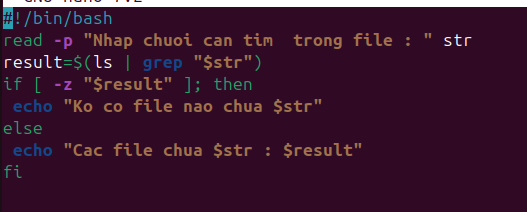 #!/bin/bash
read -p "Nhap chuoi can tim  trong file : " str
result=$(ls | grep "$str")
if [ -z "$result" ]; then
 echo "Ko co file nao chua $str"
else
 echo "Cac file chua $str : $result"
fi